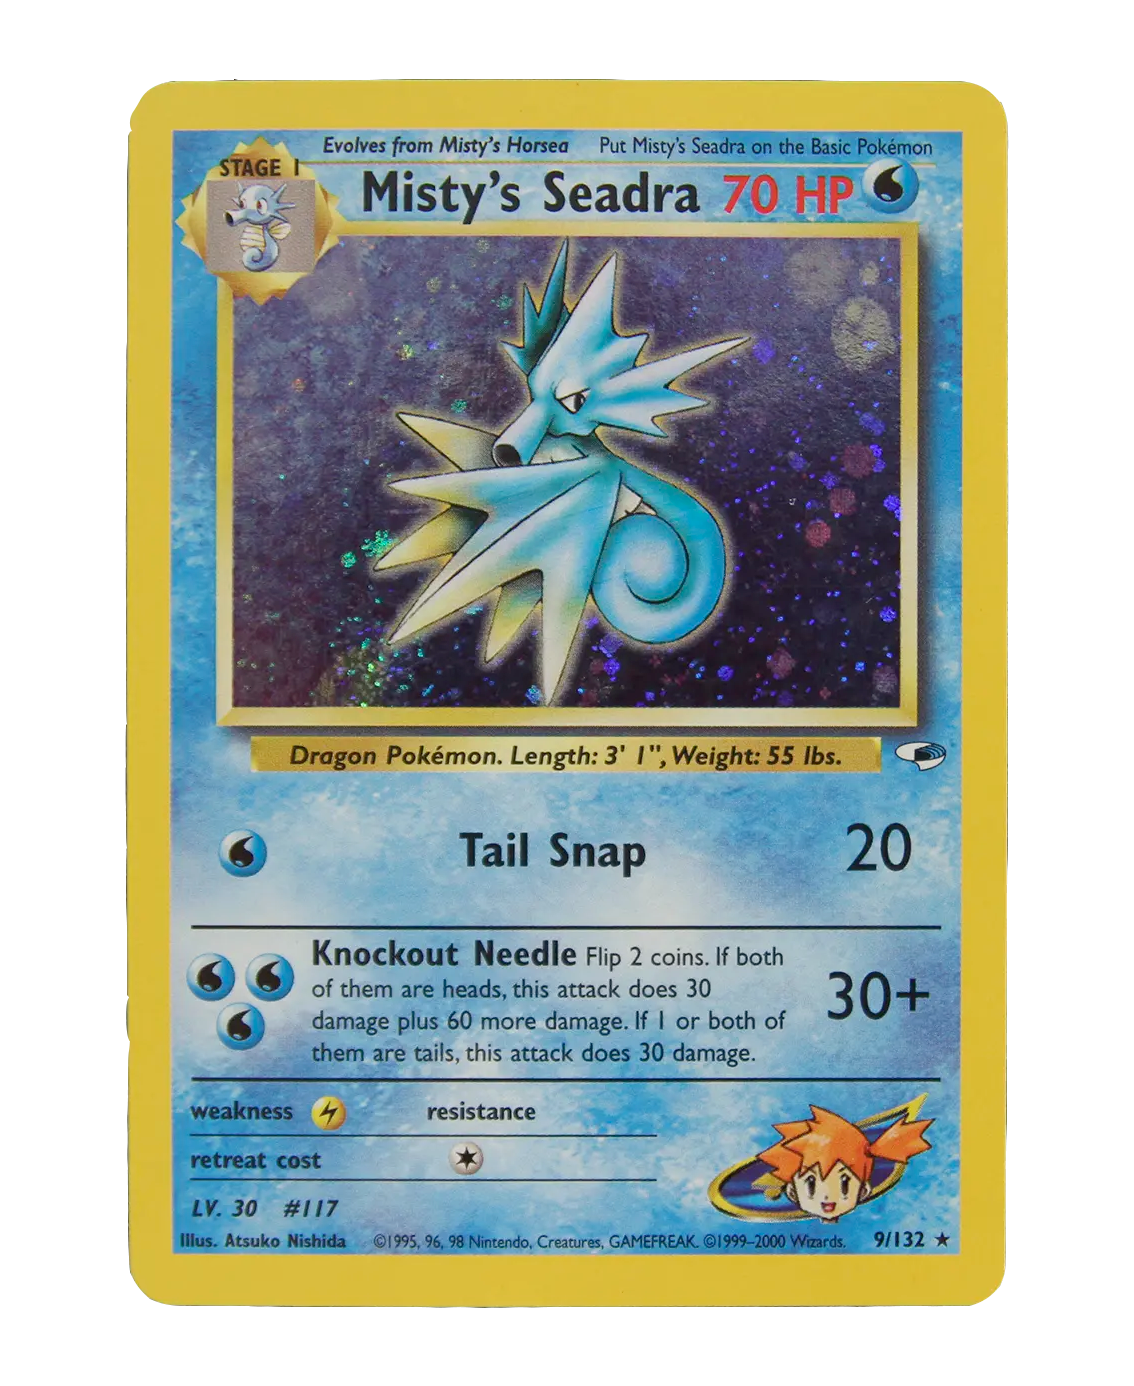 Evolves from Misty's Horsea Put Misty's Seadra on the Basic Pokémon
STAGE 1
Misty's Seadra 70 HP
Dragon Pokémon. Length: 3' 1", Weight: 55 lbs.
Tail Snap 20
Knockout Needle Flip 2 coins. If both
of them are heads, this attack does 30
damage plus 60 more damage. If 1 or both of
them are tails, this attack does 30 damage.
30+
weakness resistance
retreat cost
LV. 30 #117
Illus. Atsuko Nishida ©1995, 96, 98 Nintendo, Creatures, GAMEFREAK. ©1999–2000 Wizards. 9/132 ★